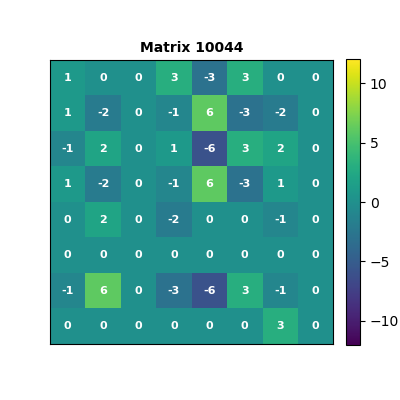 Matrix 10044
1 0 0 3 -3 3 0 0
1 -2 0 -1 6 -3 -2 0
-1 2 0 1 -6 3 2 0
1 -2 0 -1 6 -3 1 0
0 2 0 -2 0 0 -1 0
0 0 0 0 0 0 0 0
-1 6 0 -3 -6 3 -1 0
0 0 0 0 0 0 3 0
10
5
0
−5
−10